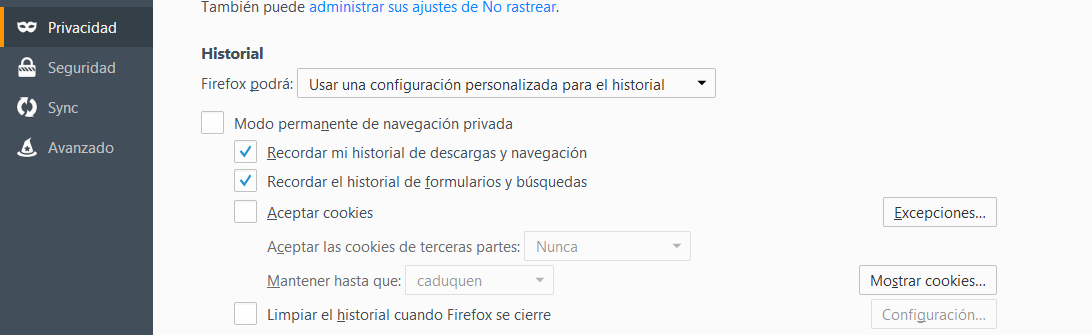 También puede administrar sus ajustes de No rastrear.
Privacidad
Seguridad
Sync
Avanzado
Historial
Firefox podrá: Usar una configuración personalizada para el historial
Modo permanente de navegación privada
Recordar mi historial de descargas y navegación
Recordar el historial de formularios y búsquedas
Aceptar cookies Excepciones...
Aceptar las cookies de terceras partes: Nunca
Mantener hasta que: caduquen Mostrar cookies...
Limpiar el historial cuando Firefox se cierre Configuración...